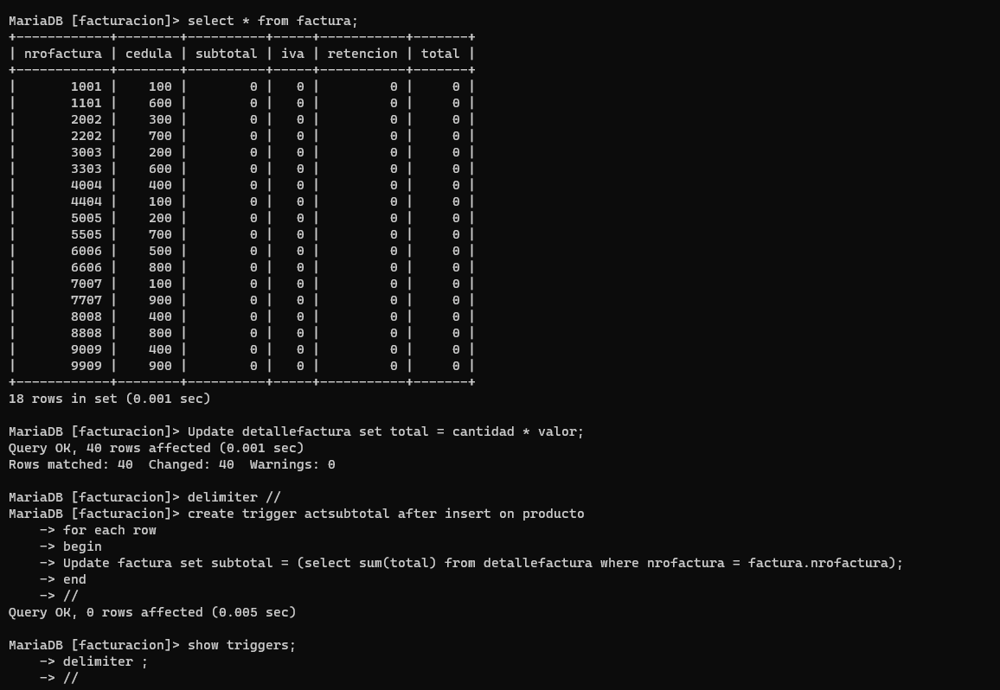 MariaDB [facturacion]> select * from factura;
+------------+--------+----------+-----+-----------+-------+
| nrofactura | cedula | subtotal | iva | retencion | total |
+------------+--------+----------+-----+-----------+-------+
|       1001 |    100 |        0 |   0 |         0 |     0 |
|       1101 |    600 |        0 |   0 |         0 |     0 |
|       2002 |    300 |        0 |   0 |         0 |     0 |
|       2202 |    700 |        0 |   0 |         0 |     0 |
|       3003 |    200 |        0 |   0 |         0 |     0 |
|       3303 |    600 |        0 |   0 |         0 |     0 |
|       4004 |    400 |        0 |   0 |         0 |     0 |
|       4404 |    100 |        0 |   0 |         0 |     0 |
|       5005 |    200 |        0 |   0 |         0 |     0 |
|       5505 |    700 |        0 |   0 |         0 |     0 |
|       6006 |    500 |        0 |   0 |         0 |     0 |
|       6606 |    800 |        0 |   0 |         0 |     0 |
|       7007 |    100 |        0 |   0 |         0 |     0 |
|       7707 |    900 |        0 |   0 |         0 |     0 |
|       8008 |    400 |        0 |   0 |         0 |     0 |
|       8808 |    800 |        0 |   0 |         0 |     0 |
|       9009 |    400 |        0 |   0 |         0 |     0 |
|       9909 |    900 |        0 |   0 |         0 |     0 |
+------------+--------+----------+-----+-----------+-------+
18 rows in set (0.001 sec)

MariaDB [facturacion]> Update detallefactura set total = cantidad * valor;
Query OK, 40 rows affected (0.001 sec)
Rows matched: 40  Changed: 40  Warnings: 0

MariaDB [facturacion]> delimiter //
MariaDB [facturacion]> create trigger actsubtotal after insert on producto
    -> for each row
    -> begin
    -> Update factura set subtotal = (select sum(total) from detallefactura where nrofactura = factura.nrofactura);
    -> end
    -> //
Query OK, 0 rows affected (0.005 sec)

MariaDB [facturacion]> show triggers;
    -> delimiter ;
    -> //